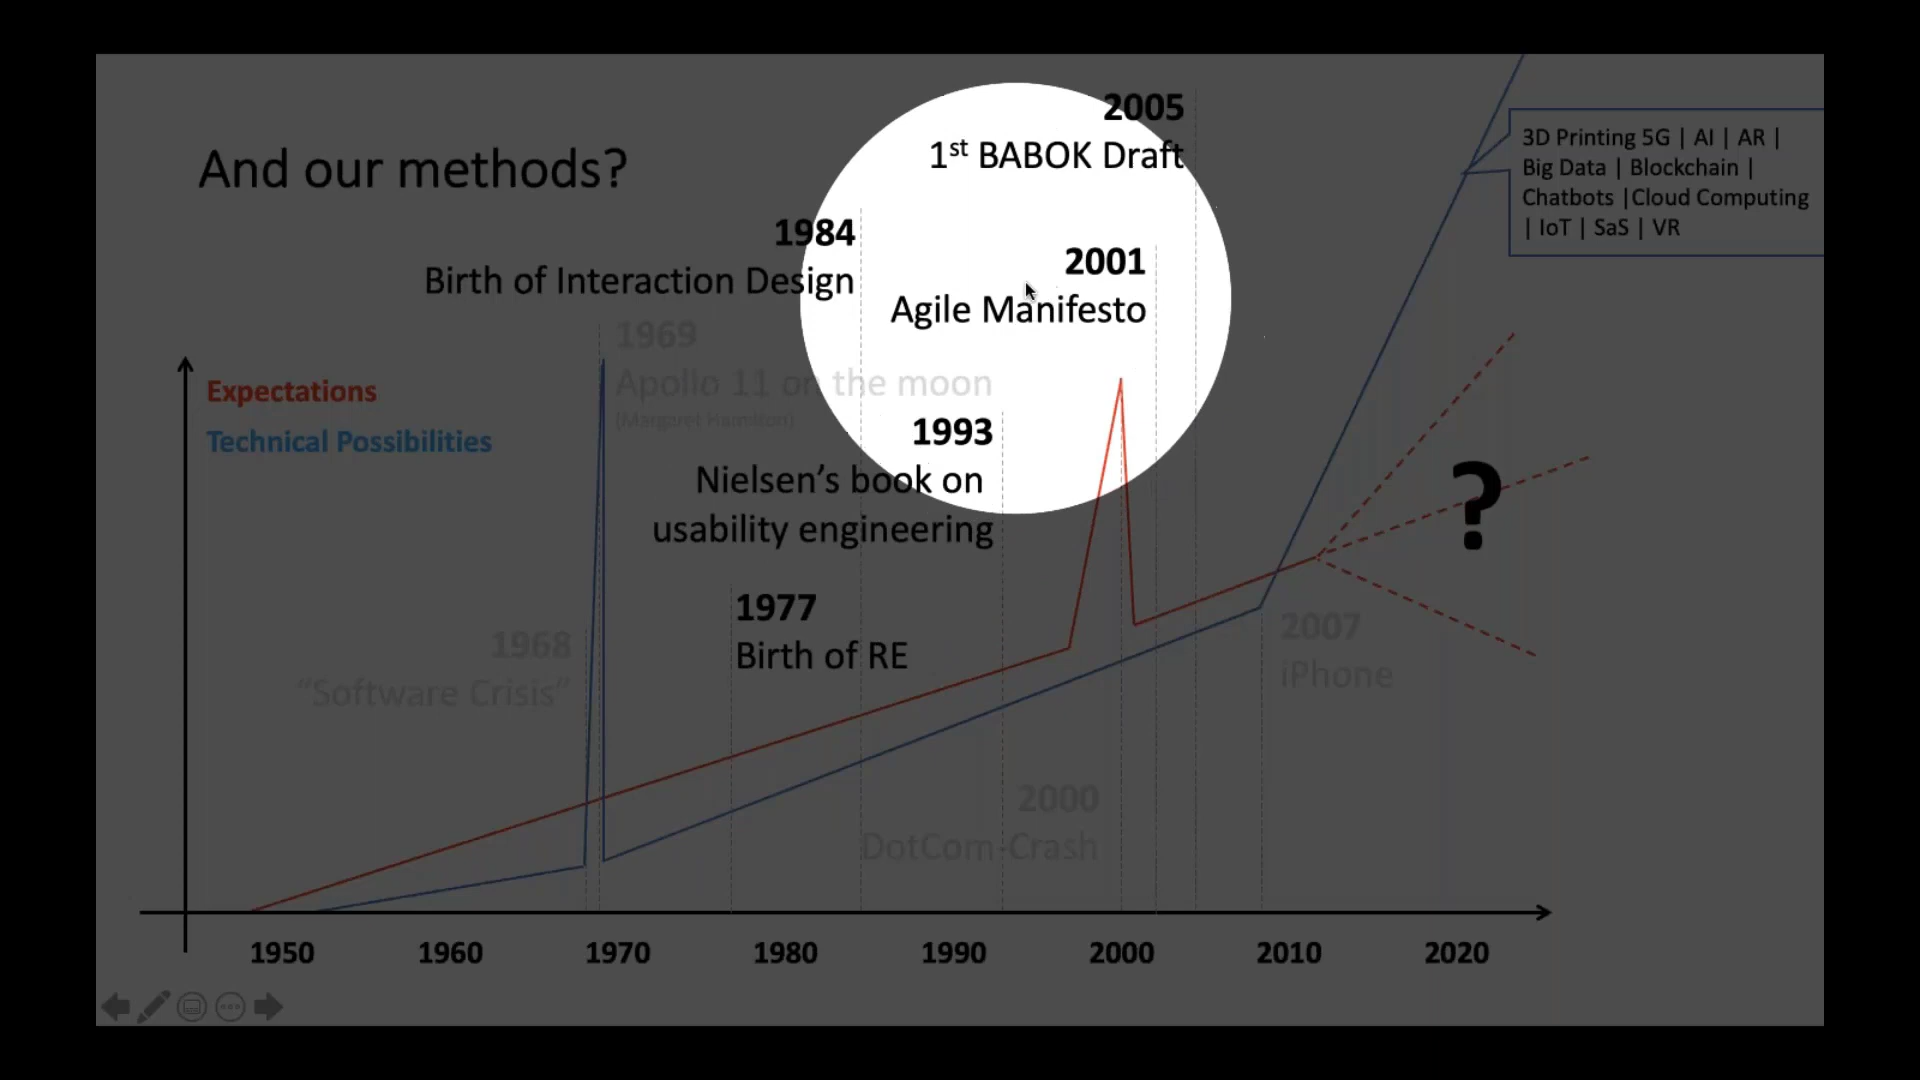 And our methods?
2005
1st BABOK Draft
1984
Birth of Interaction Design
2001
Agile Manifesto
3D Printing 5G | AI | AR |
Big Data | Blockchain |
Chatbots |Cloud Computing
| IoT | SaS | VR
1969
Apollo 11 on the moon
(Margaret Hamilton)
Expectations
Technical Possibilities
1993
Nielsen’s book on
usability engineering
?
1977
Birth of RE
1968
“Software Crisis”
2007
iPhone
2000
DotCom-Crash
1950 1960 1970 1980 1990 2000 2010 2020